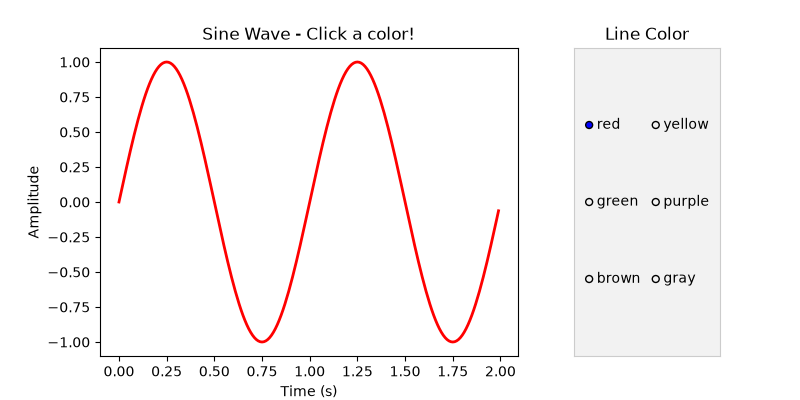 Sine Wave - Click a color!
Line Color
1.00
0.75
0.50
0.25
0.00
−0.25
−0.50
−0.75
−1.00
Amplitude
0.00 0.25 0.50 0.75 1.00 1.25 1.50 1.75 2.00
Time (s)
red yellow
green purple
brown gray